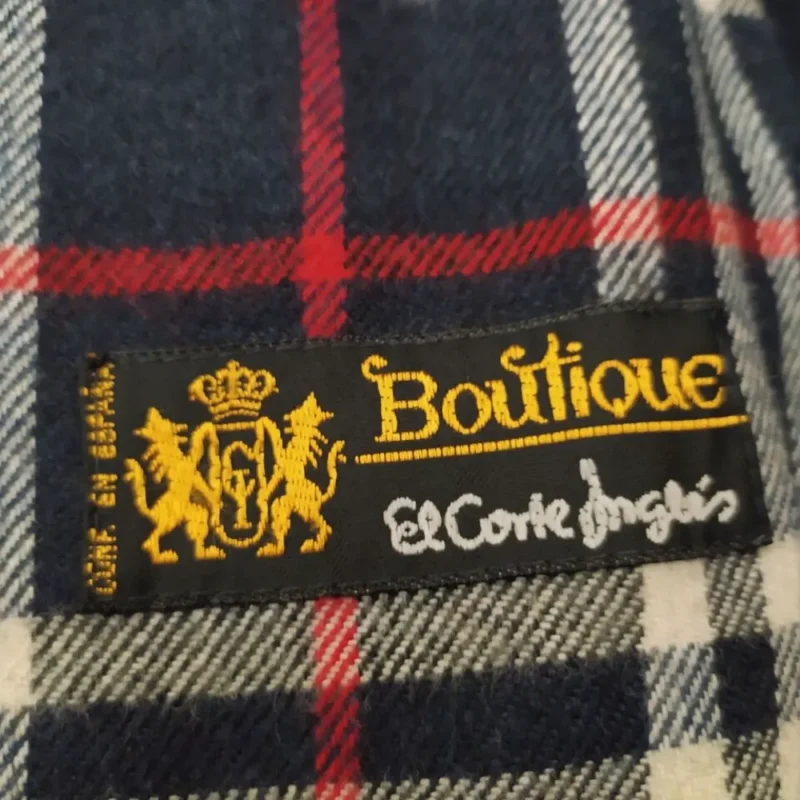 CONF. EN ESPAÑA
Boutique
El Corte Inglés